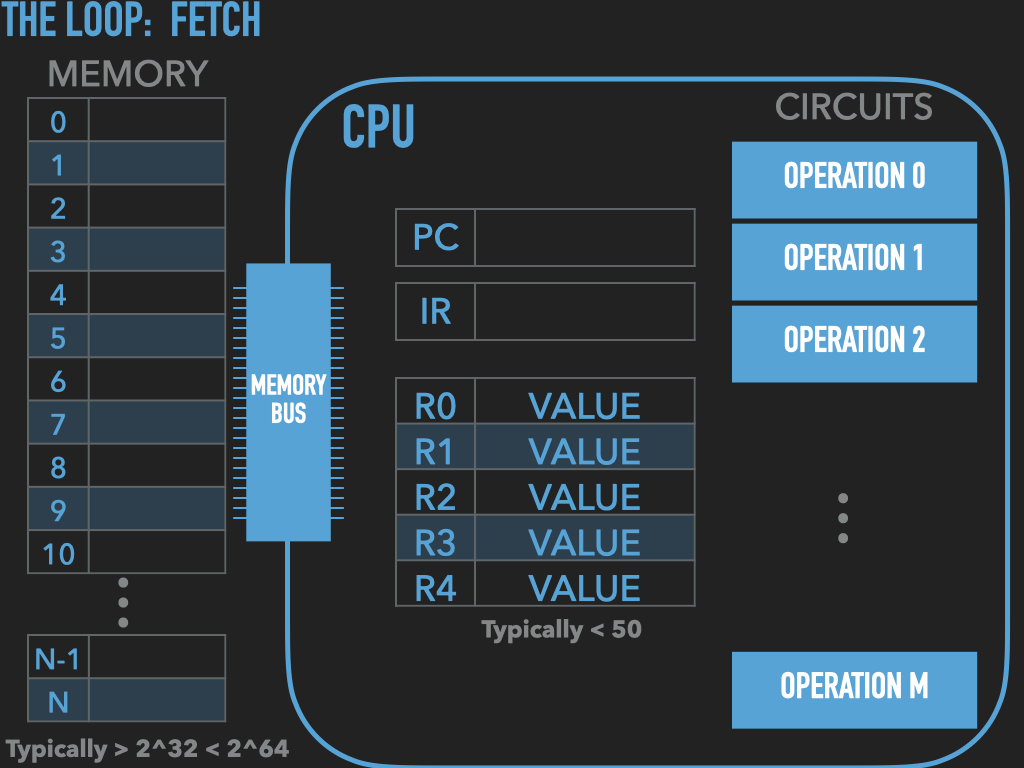 THE LOOP: FETCH
MEMORY
0
1
2
3
4
5
6
7
8
9
10
N-1
N
Typically > 2^32 < 2^64
MEMORY
BUS
CPU
PC
IR
R0 VALUE
R1 VALUE
R2 VALUE
R3 VALUE
R4 VALUE
Typically < 50
CIRCUITS
OPERATION 0
OPERATION 1
OPERATION 2
OPERATION M